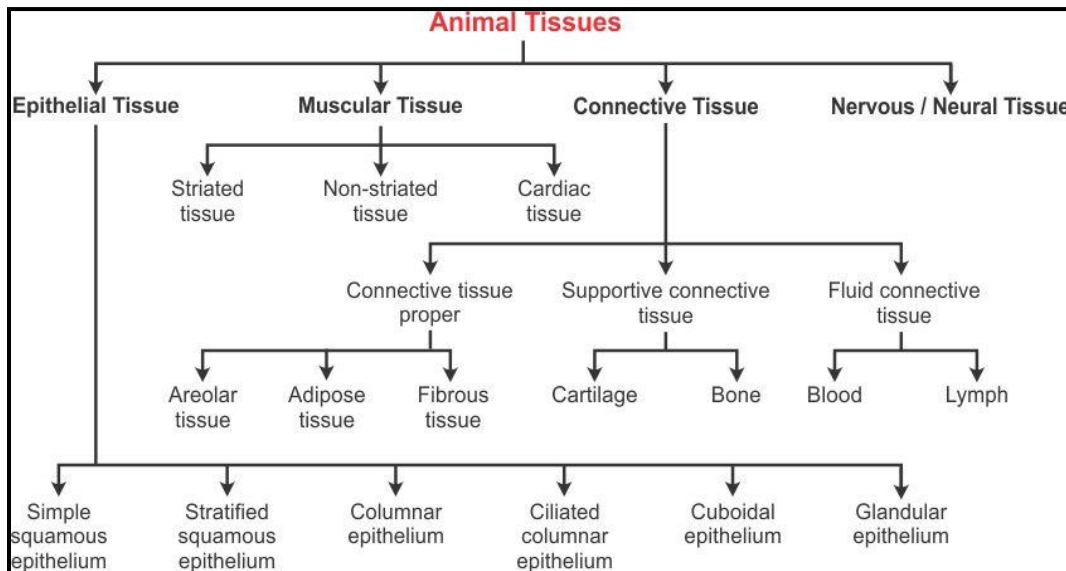 Animal Tissues
Epithelial Tissue
Muscular Tissue
Connective Tissue
Nervous / Neural Tissue
Striated
tissue
Non-striated
tissue
Cardiac
tissue
Connective tissue
proper
Supportive connective
tissue
Fluid connective
tissue
Areolar
tissue
Adipose
tissue
Fibrous
tissue
Cartilage
Bone
Blood
Lymph
Simple
squamous
epithelium
Stratified
squamous
epithelium
Columnar
epithelium
Ciliated
columnar
epithelium
Cuboidal
epithelium
Glandular
epithelium